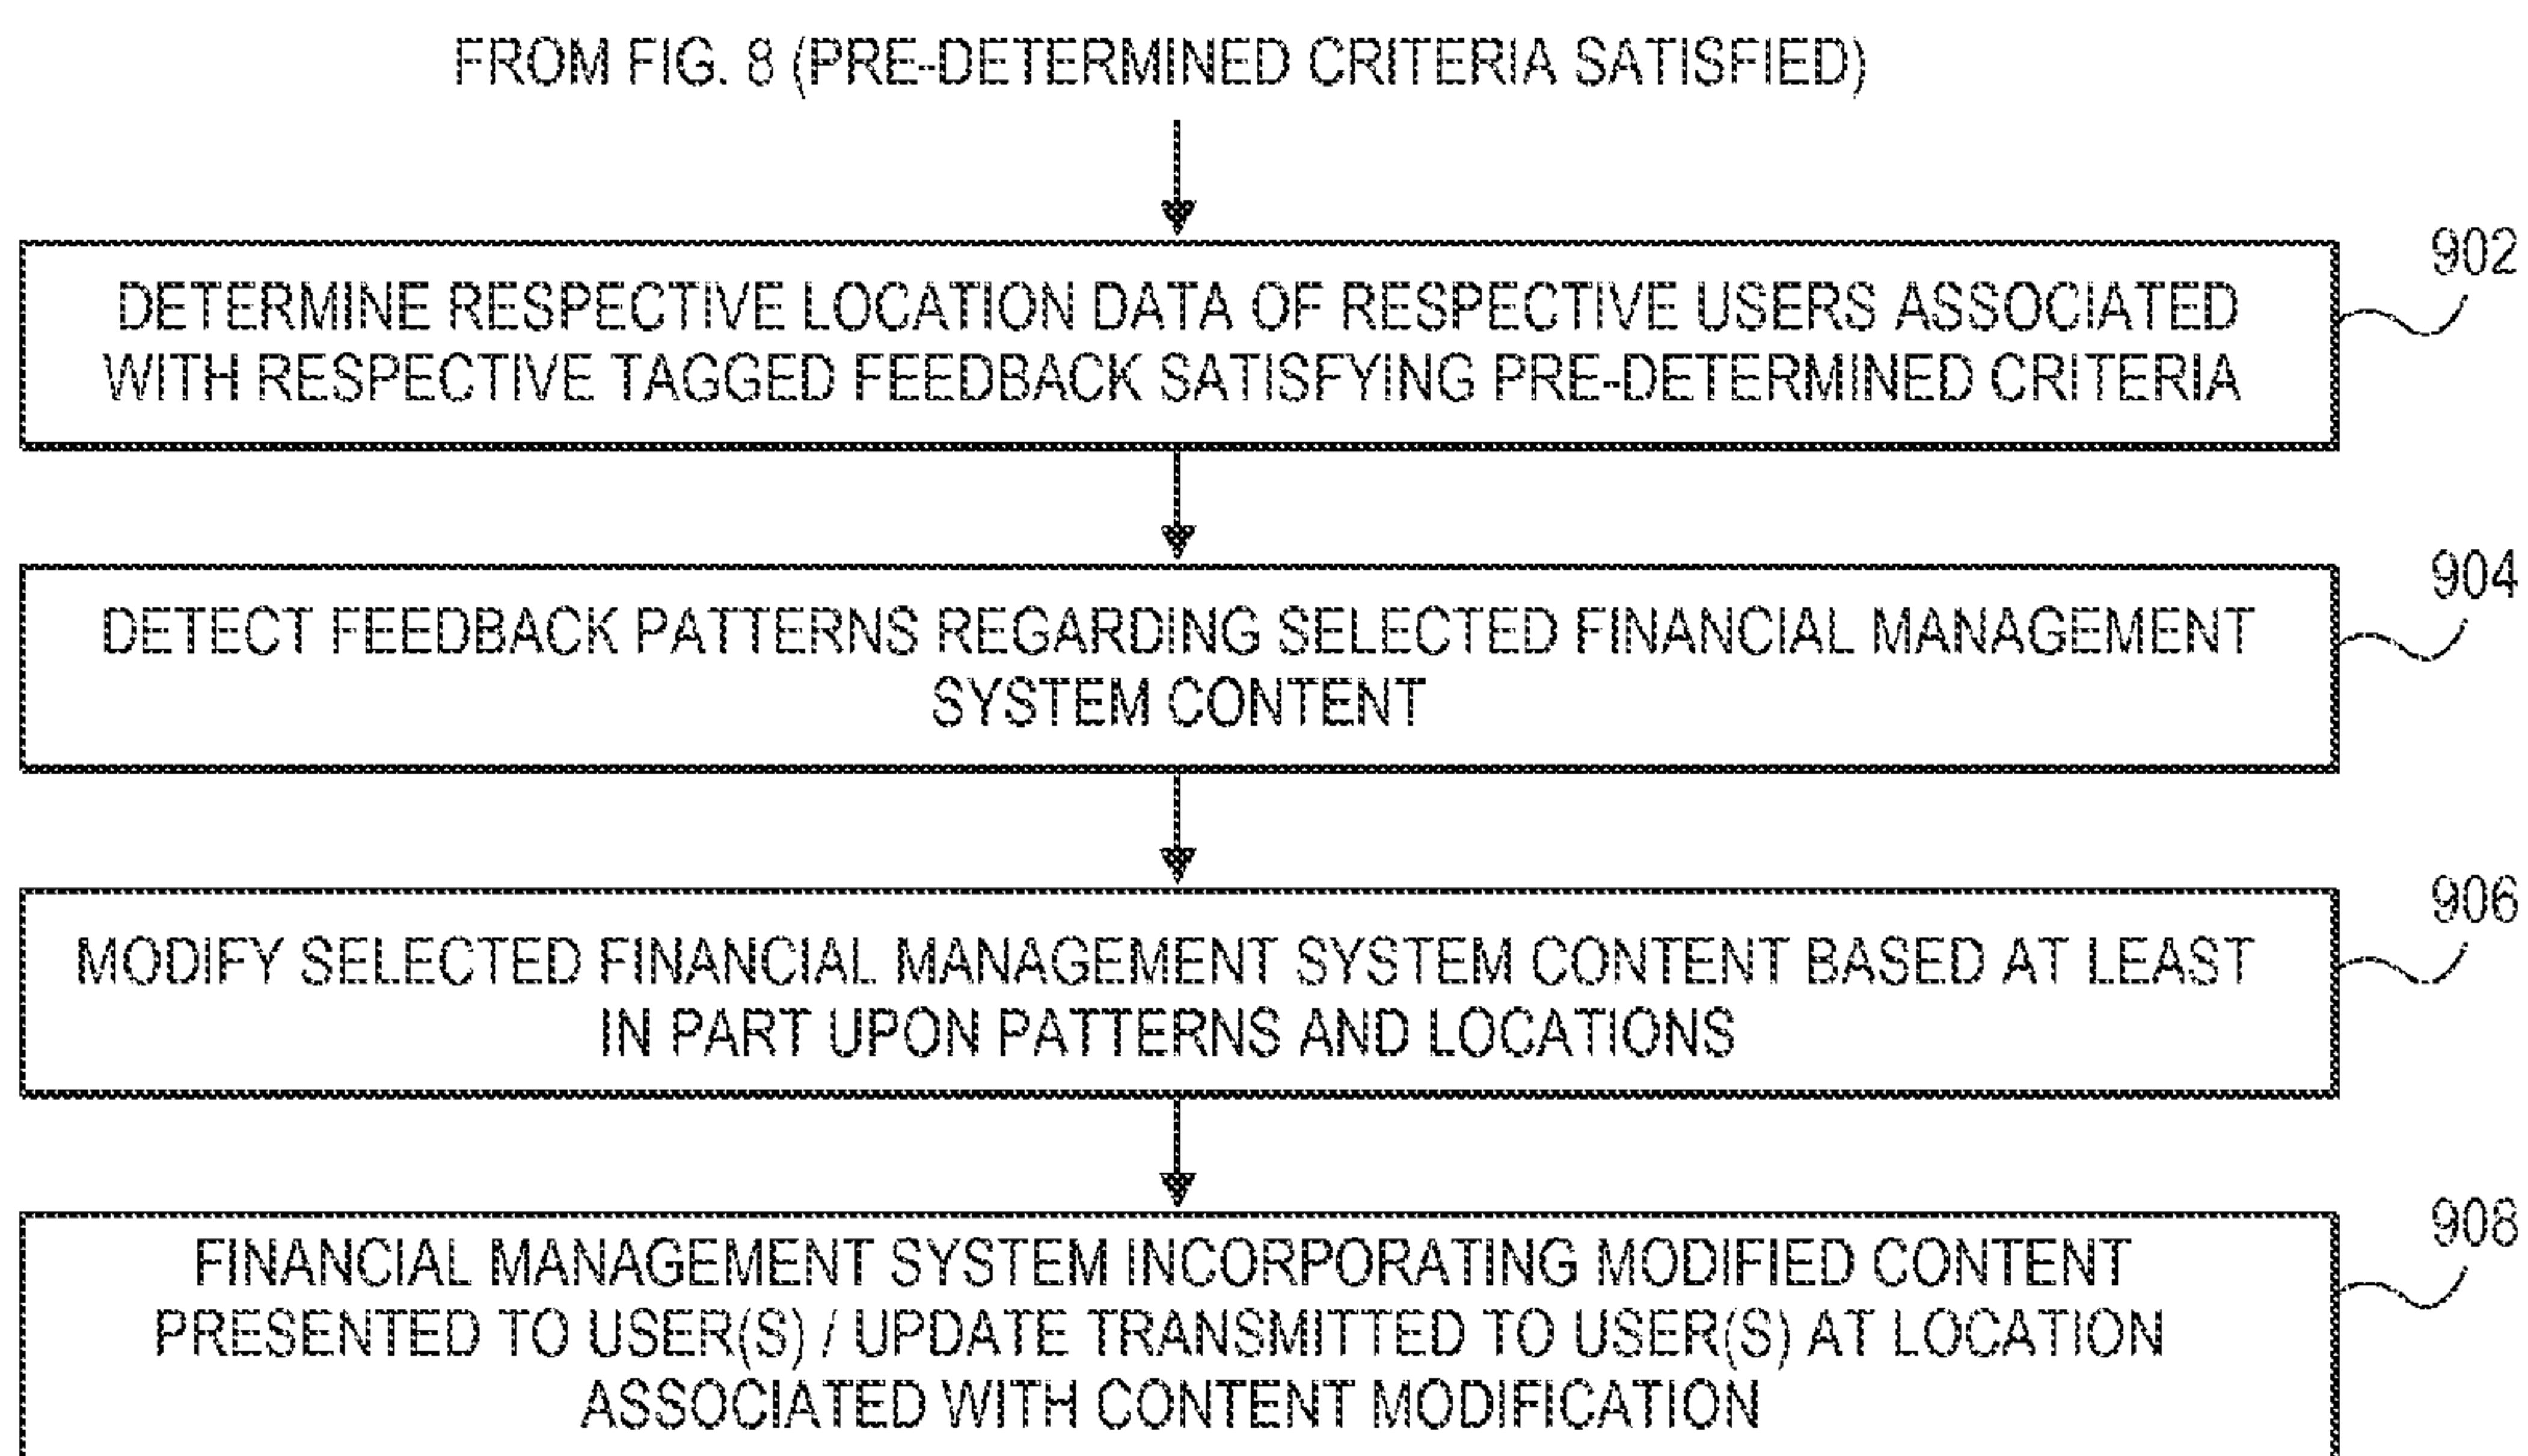 FROM FIG. 8 (PRE-DETERMINED CRITERIA SATISFIED)
902
DETERMINE RESPECTIVE LOCATION DATA OF RESPECTIVE USERS ASSOCIATED
WITH RESPECTIVE TAGGED FEEDBACK SATISFYING PRE-DETERMINED CRITERIA
904
DETECT FEEDBACK PATTERNS REGARDING SELECTED FINANCIAL MANAGEMENT
SYSTEM CONTENT
906
MODIFY SELECTED FINANCIAL MANAGEMENT SYSTEM CONTENT BASED AT LEAST
IN PART UPON PATTERNS AND LOCATIONS
908
FINANCIAL MANAGEMENT SYSTEM INCORPORATING MODIFIED CONTENT
PRESENTED TO USER(S) / UPDATE TRANSMITTED TO USER(S) AT LOCATION
ASSOCIATED WITH CONTENT MODIFICATION